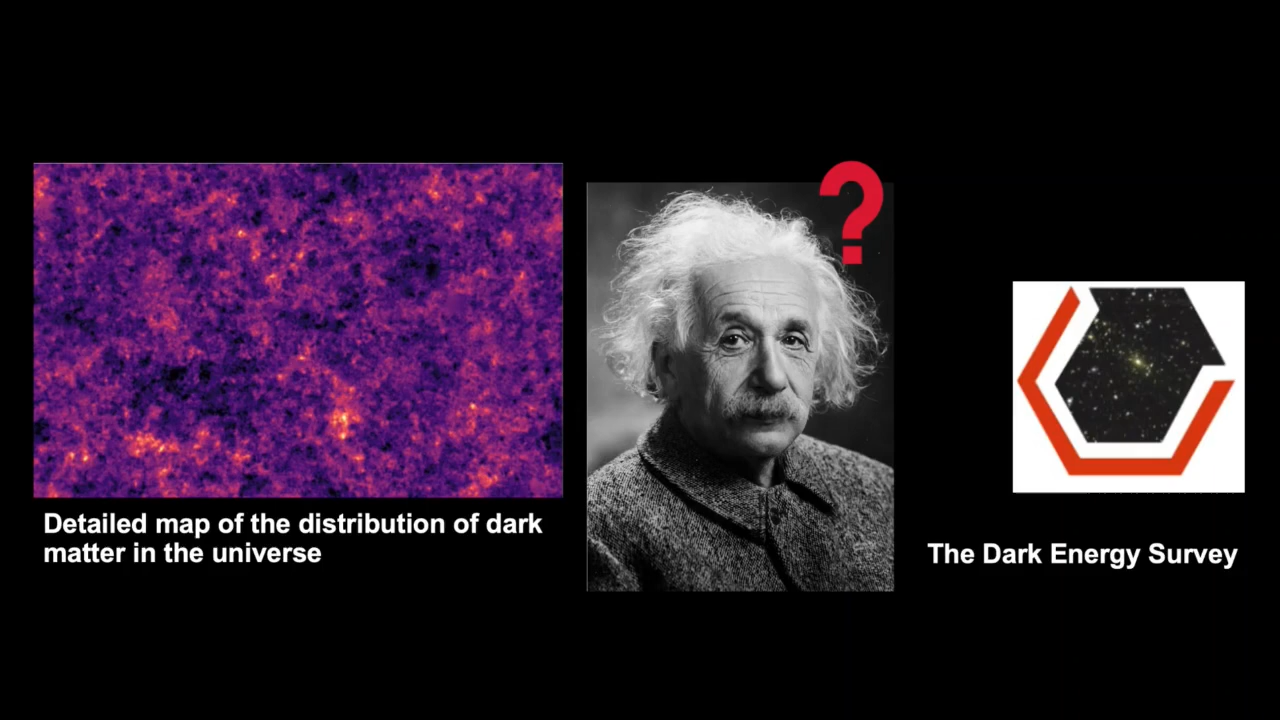 Detailed map of the distribution of dark
matter in the universe
?
The Dark Energy Survey